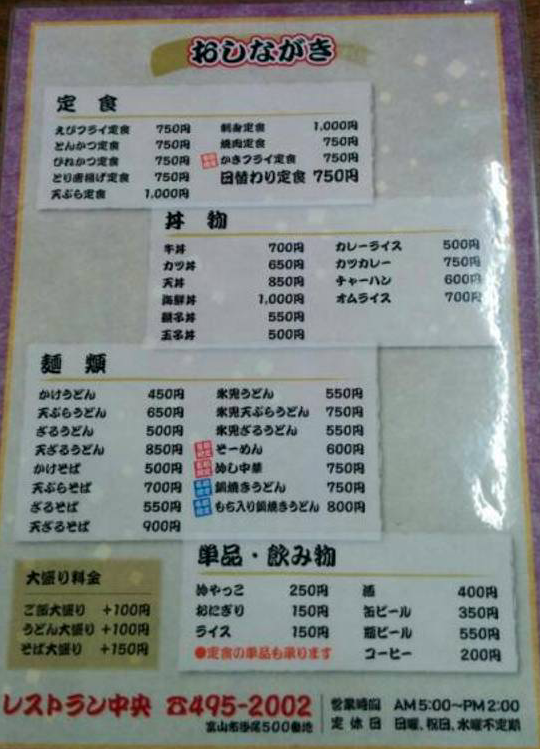 おしながき
定食
えびフライ定食 750円
とんかつ定食 750円
ひれかつ定食 750円
とり唐揚げ定食 750円
天ぷら定食 1,000円
刺身定食 1,000円
焼肉定食 750円
かきフライ定食 750円
日替わり定食 750円
丼物
牛丼 700円
カツ丼 650円
天丼 850円
海鮮丼 1,000円
親子丼 550円
玉子丼 500円
カレーライス 500円
カツカレー 750円
チャーハン 600円
オムライス 700円
麺類
かけうどん 450円
天ぷらうどん 650円
ざるうどん 500円
天ざるうどん 850円
かけそば 500円
天ぷらそば 700円
ざるそば 550円
天ざるそば 900円
氷見うどん 550円
氷見天ぷらうどん 750円
氷見ざるうどん 550円
そーめん 600円
冷し中華 750円
鍋焼きうどん 750円
もち入り鍋焼きうどん 800円
単品・飲み物
冷やっこ 250円
おにぎり 150円
ライス 150円
●定食の単品も承ります
酒 400円
缶ビール 350円
瓶ビール 550円
コーヒー 200円
大盛り料金
ご飯大盛り +100円
うどん大盛り +100円
そば大盛り +150円
レストラン中央 ☎495-2002
富山市掛尾500番地
営業時間 AM5:00~PM2:00
定休日 日曜、祝日、水曜不定期